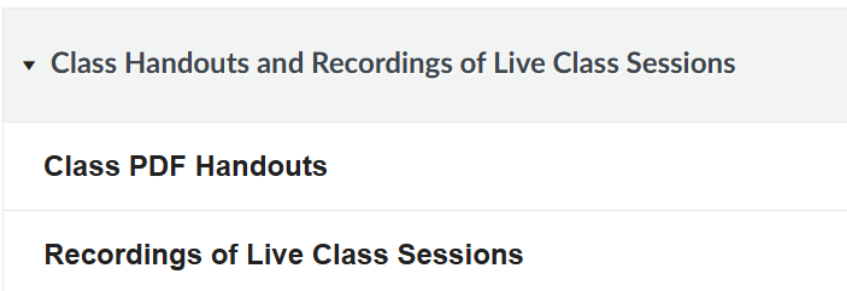 Class Handouts and Recordings of Live Class Sessions
Class PDF Handouts
Recordings of Live Class Sessions